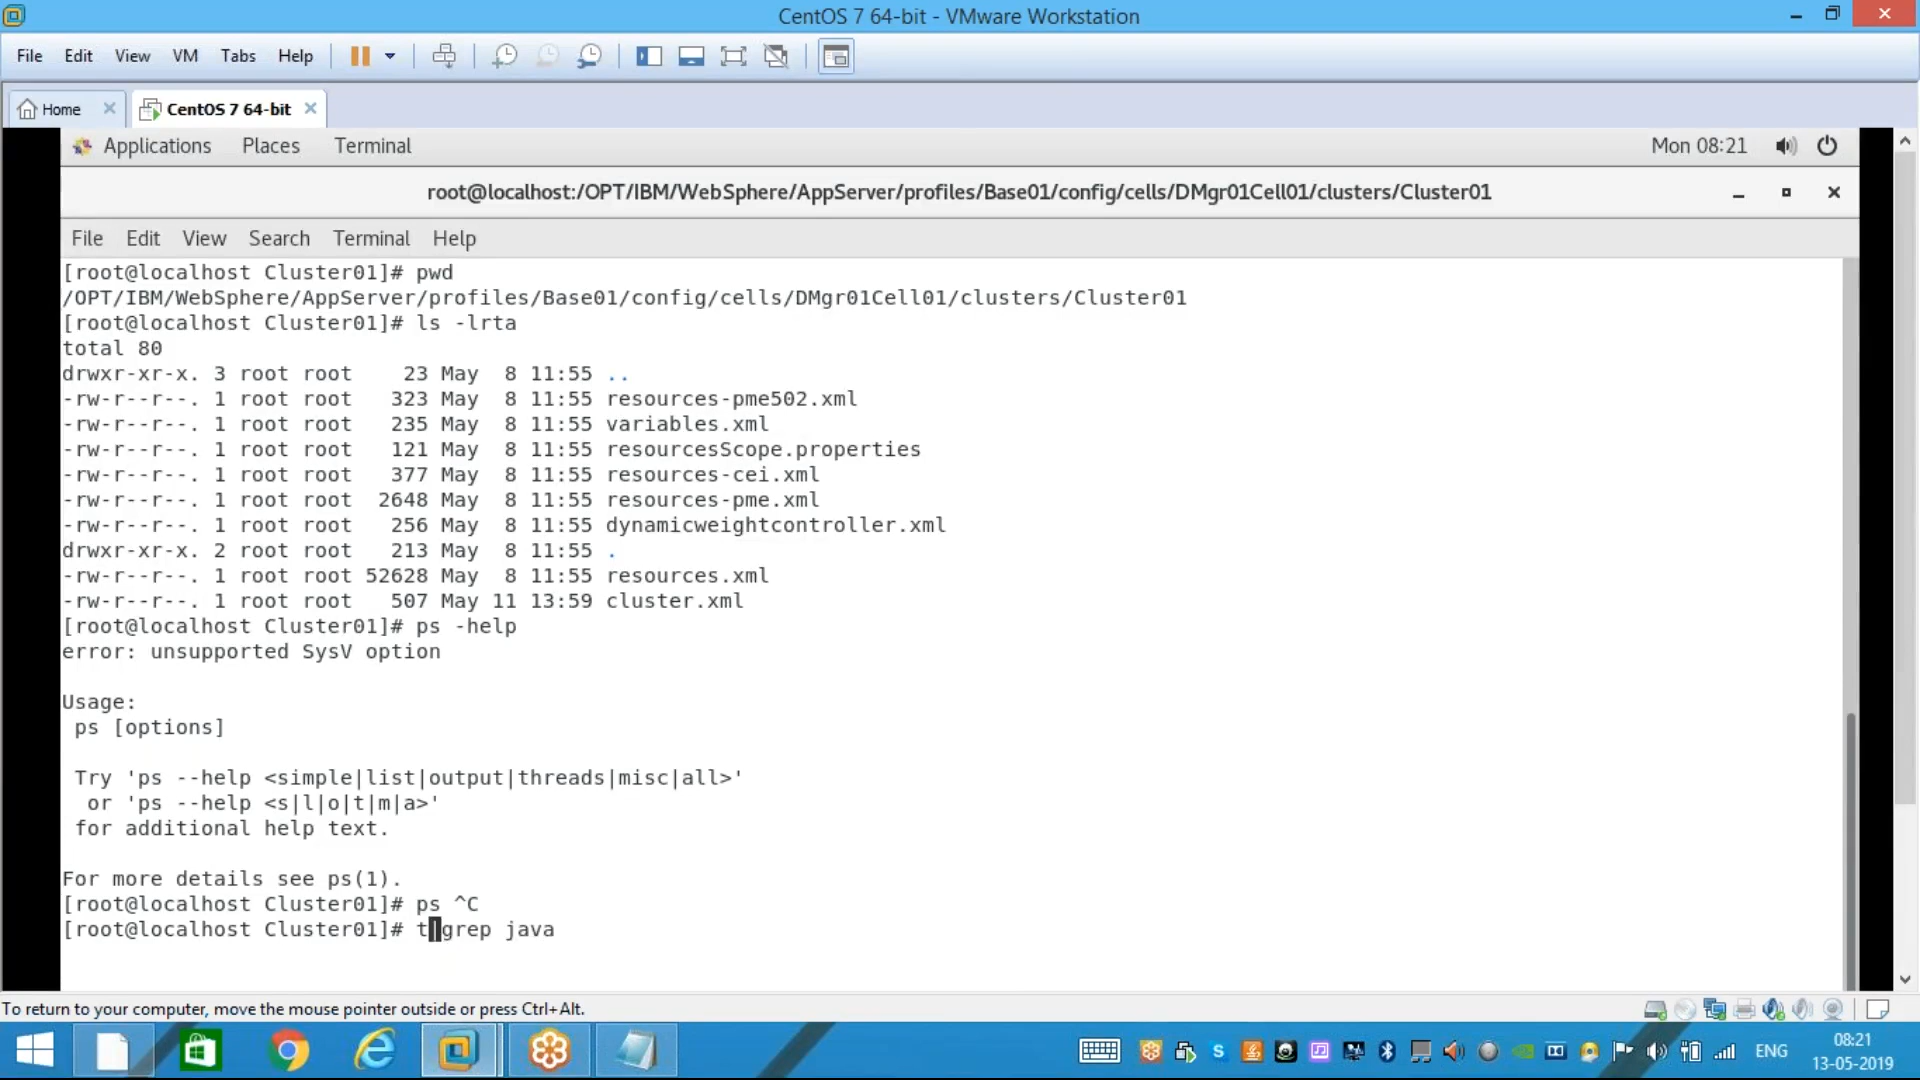 CentOS 7 64-bit - VMware Workstation
File Edit View VM Tabs Help
Home CentOS 7 64-bit
Applications Places Terminal Mon 08:21
root@localhost:/OPT/IBM/WebSphere/AppServer/profiles/Base01/config/cells/DMgr01Cell01/clusters/Cluster01
File Edit View Search Terminal Help
[root@localhost Cluster01]# pwd
/OPT/IBM/WebSphere/AppServer/profiles/Base01/config/cells/DMgr01Cell01/clusters/Cluster01
[root@localhost Cluster01]# ls -lrta
total 80
drwxr-xr-x. 3 root root    23 May  8 11:55 ..
-rw-r--r--. 1 root root   323 May  8 11:55 resources-pme502.xml
-rw-r--r--. 1 root root   235 May  8 11:55 variables.xml
-rw-r--r--. 1 root root   121 May  8 11:55 resourcesScope.properties
-rw-r--r--. 1 root root   377 May  8 11:55 resources-cei.xml
-rw-r--r--. 1 root root  2648 May  8 11:55 resources-pme.xml
-rw-r--r--. 1 root root   256 May  8 11:55 dynamicweightcontroller.xml
drwxr-xr-x. 2 root root   213 May  8 11:55 .
-rw-r--r--. 1 root root 52628 May  8 11:55 resources.xml
-rw-r--r--. 1 root root   507 May 11 13:59 cluster.xml
[root@localhost Cluster01]# ps -help
error: unsupported SysV option
Usage:
ps [options]
Try 'ps --help <simple|list|output|threads|misc|all>'
or 'ps --help <s|l|o|t|m|a>'
for additional help text.
For more details see ps(1).
[root@localhost Cluster01]# ps ^C
[root@localhost Cluster01]# t|grep java
To return to your computer, move the mouse pointer outside or press Ctrl+Alt.
ENG
08:21
13-05-2019